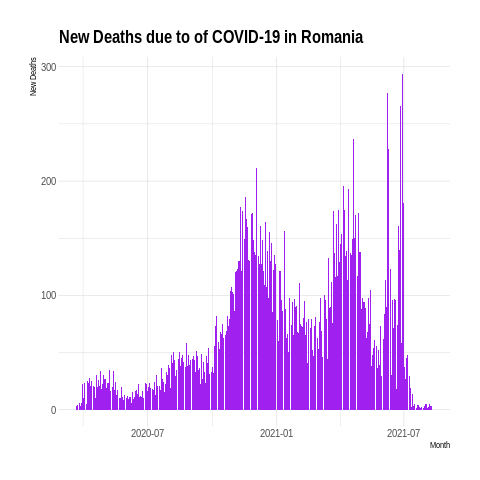 New Deaths due to of COVID-19 in Romania
New Deaths
300
200
100
0
2020-07
2021-01
2021-07
Month